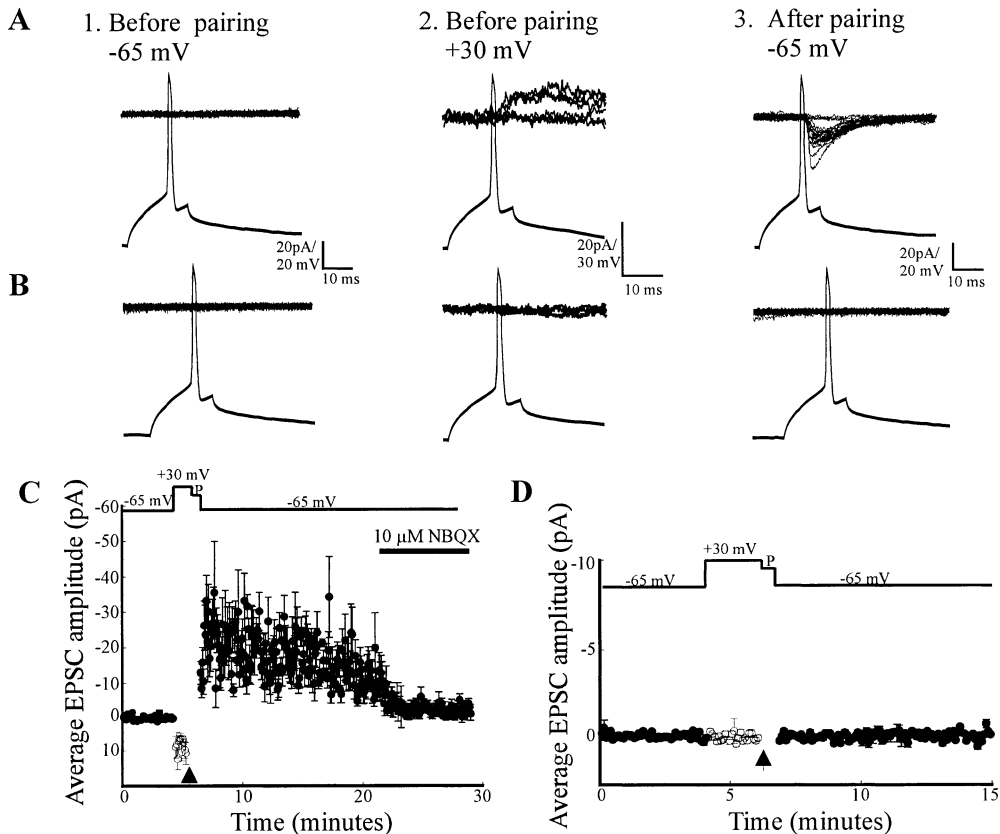 A
1. Before pairing
-65 mV
2. Before pairing
+30 mV
3. After pairing
-65 mV
20pA/
20 mV
10 ms
20pA/
30 mV
10 ms
20pA/
20 mV
10 ms
B
C
+30 mV
-65 mV
P
-65 mV
10 μM NBQX
Average EPSC amplitude (pA)
-60
-50
-40
-30
-20
-10
0
10
0
10
20
30
Time (minutes)
D
+30 mV
P
-65 mV
-65 mV
Average EPSC amplitude (pA)
-10
-5
0
0
5
10
15
Time (minutes)